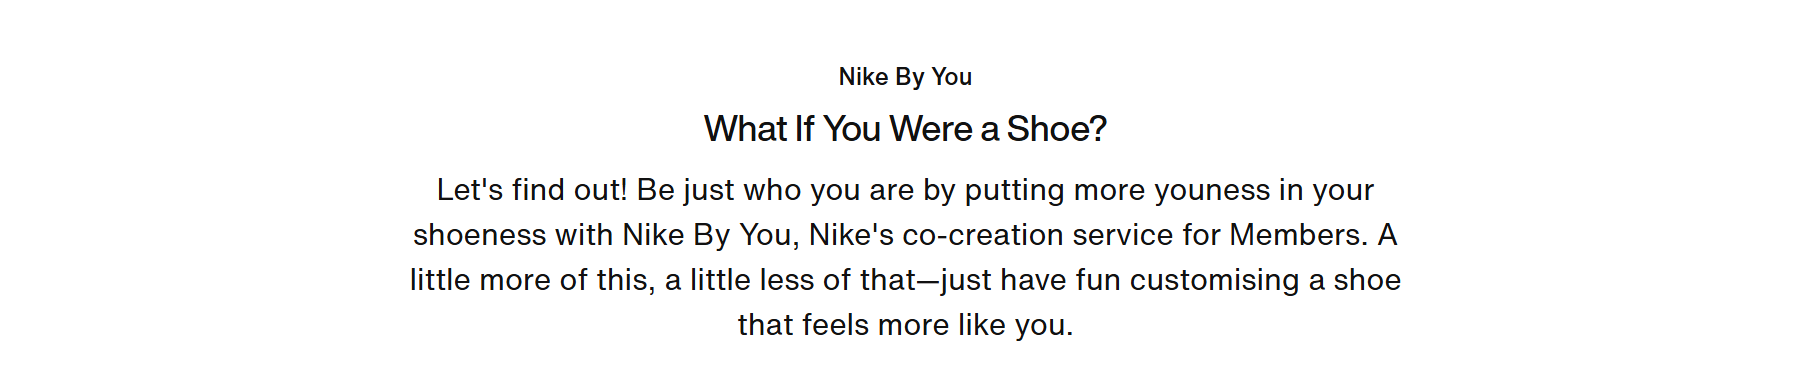 Nike By You
What If You Were a Shoe?
Let's find out! Be just who you are by putting more youness in your
shoeness with Nike By You, Nike's co-creation service for Members. A
little more of this, a little less of that—just have fun customising a shoe
that feels more like you.